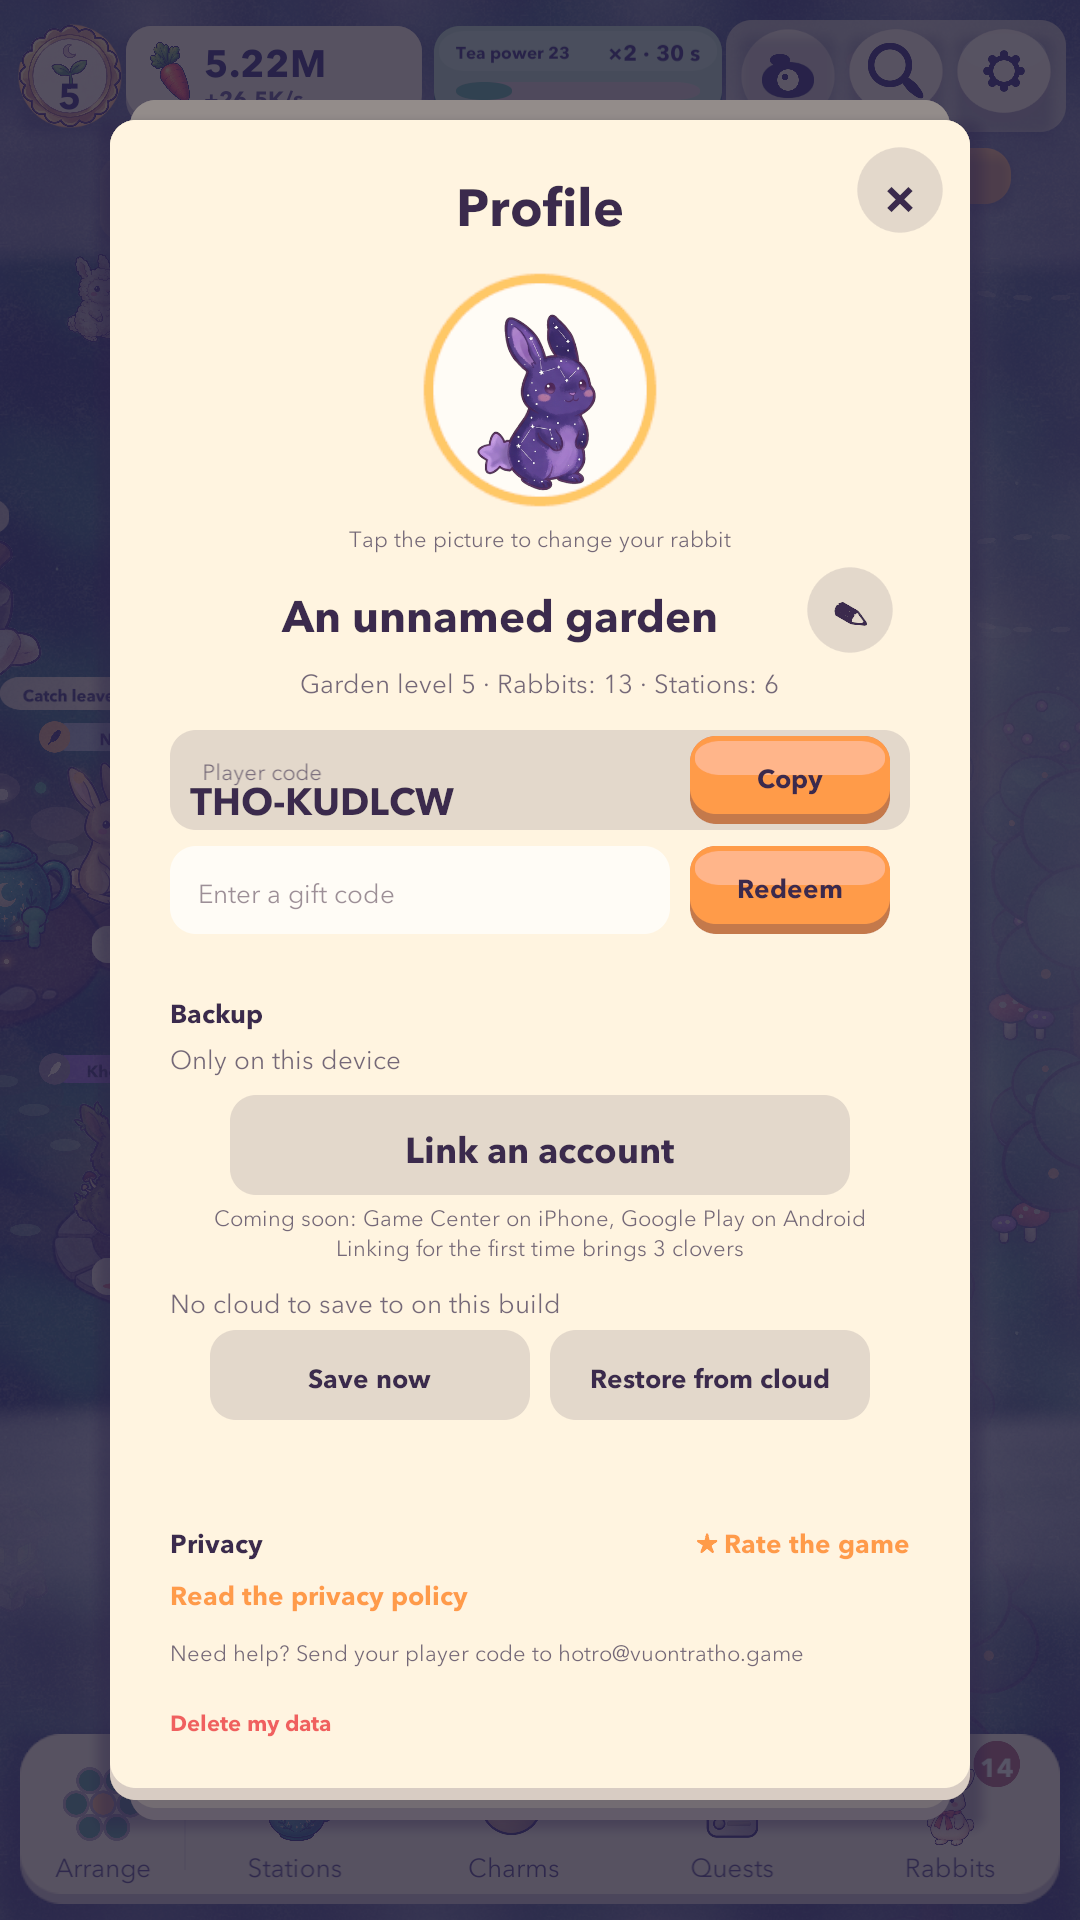 5
5.22M
+26.5K/s
Tea power 23
×2 · 30 s
Profile
×
Tap the picture to change your rabbit
An unnamed garden
Garden level 5 · Rabbits: 13 · Stations: 6
Catch leave
Player code
THO-KUDLCW
Copy
Enter a gift code
Redeem
Backup
Only on this device
Kh
Link an account
Coming soon: Game Center on iPhone, Google Play on Android
Linking for the first time brings 3 clovers
No cloud to save to on this build
Save now
Restore from cloud
Privacy
★ Rate the game
Read the privacy policy
Need help? Send your player code to hotro@vuontratho.game
Delete my data
14
Arrange
Stations
Charms
Quests
Rabbits